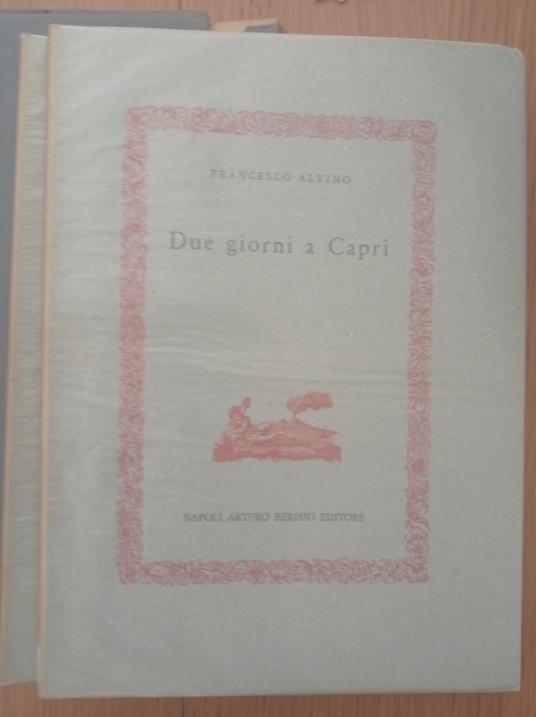 FRANCESCO ALVINO
Due giorni a Capri
NAPOLI ARTURO BERISIO EDITORE